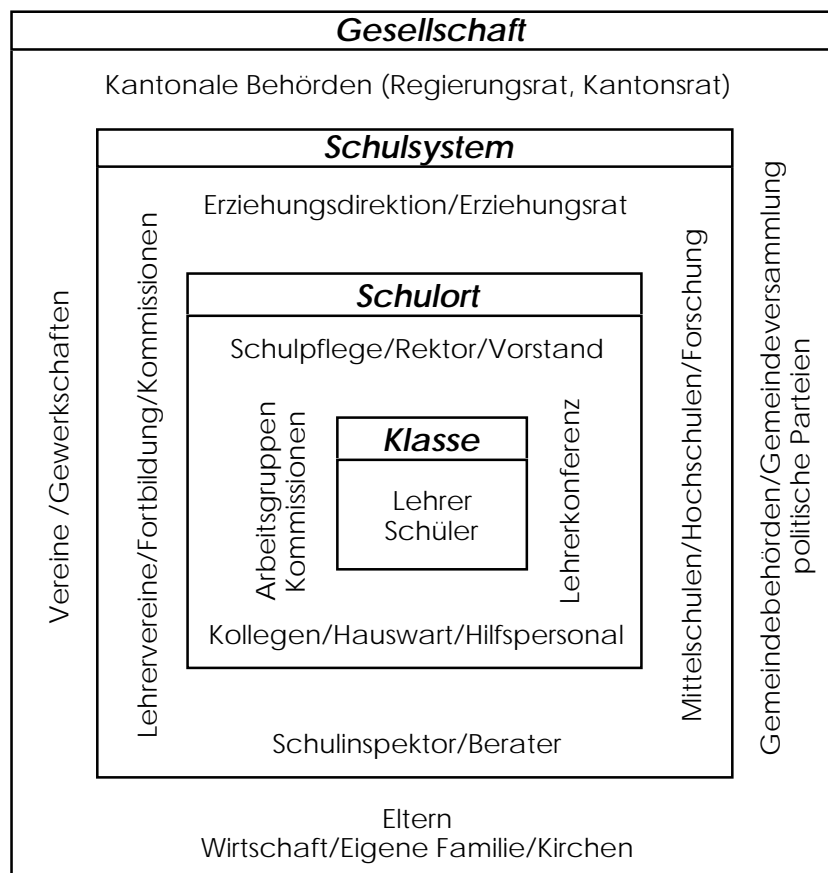 Gesellschaft
Kantonale Behörden (Regierungsrat, Kantonsrat)
Schulsystem
Erziehungsdirektion/Erziehungsrat
Schulort
Schulpflege/Rektor/Vorstand
Klasse
Lehrer
Schüler
Vereine /Gewerkschaften
Lehrervereine/Fortbildung/Kommissionen
Arbeitsgruppen
Kommissionen
Lehrerkonferenz
Mittelschulen/Hochschulen/Forschung
Gemeindebehörden/Gemeindeversammlung
politische Parteien
Kollegen/Hauswart/Hilfspersonal
Schulinspektor/Berater
Eltern
Wirtschaft/Eigene Familie/Kirchen